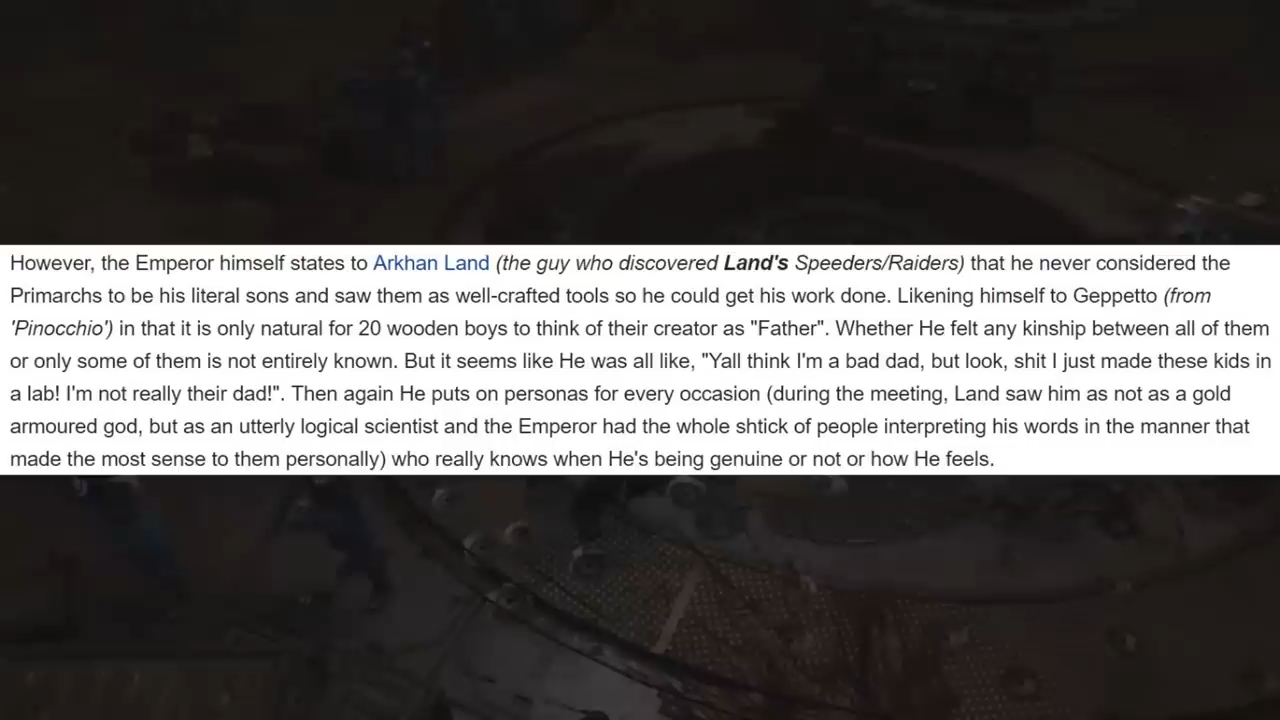 However, the Emperor himself states to Arkhan Land (the guy who discovered Land's Speeders/Raiders) that he never considered the
Primarchs to be his literal sons and saw them as well-crafted tools so he could get his work done. Likening himself to Geppetto (from
'Pinocchio') in that it is only natural for 20 wooden boys to think of their creator as "Father". Whether He felt any kinship between all of them
or only some of them is not entirely known. But it seems like He was all like, "Yall think I'm a bad dad, but look, shit I just made these kids in
a lab! I'm not really their dad!". Then again He puts on personas for every occasion (during the meeting, Land saw him as not as a gold
armoured god, but as an utterly logical scientist and the Emperor had the whole shtick of people interpreting his words in the manner that
made the most sense to them personally) who really knows when He's being genuine or not or how He feels.